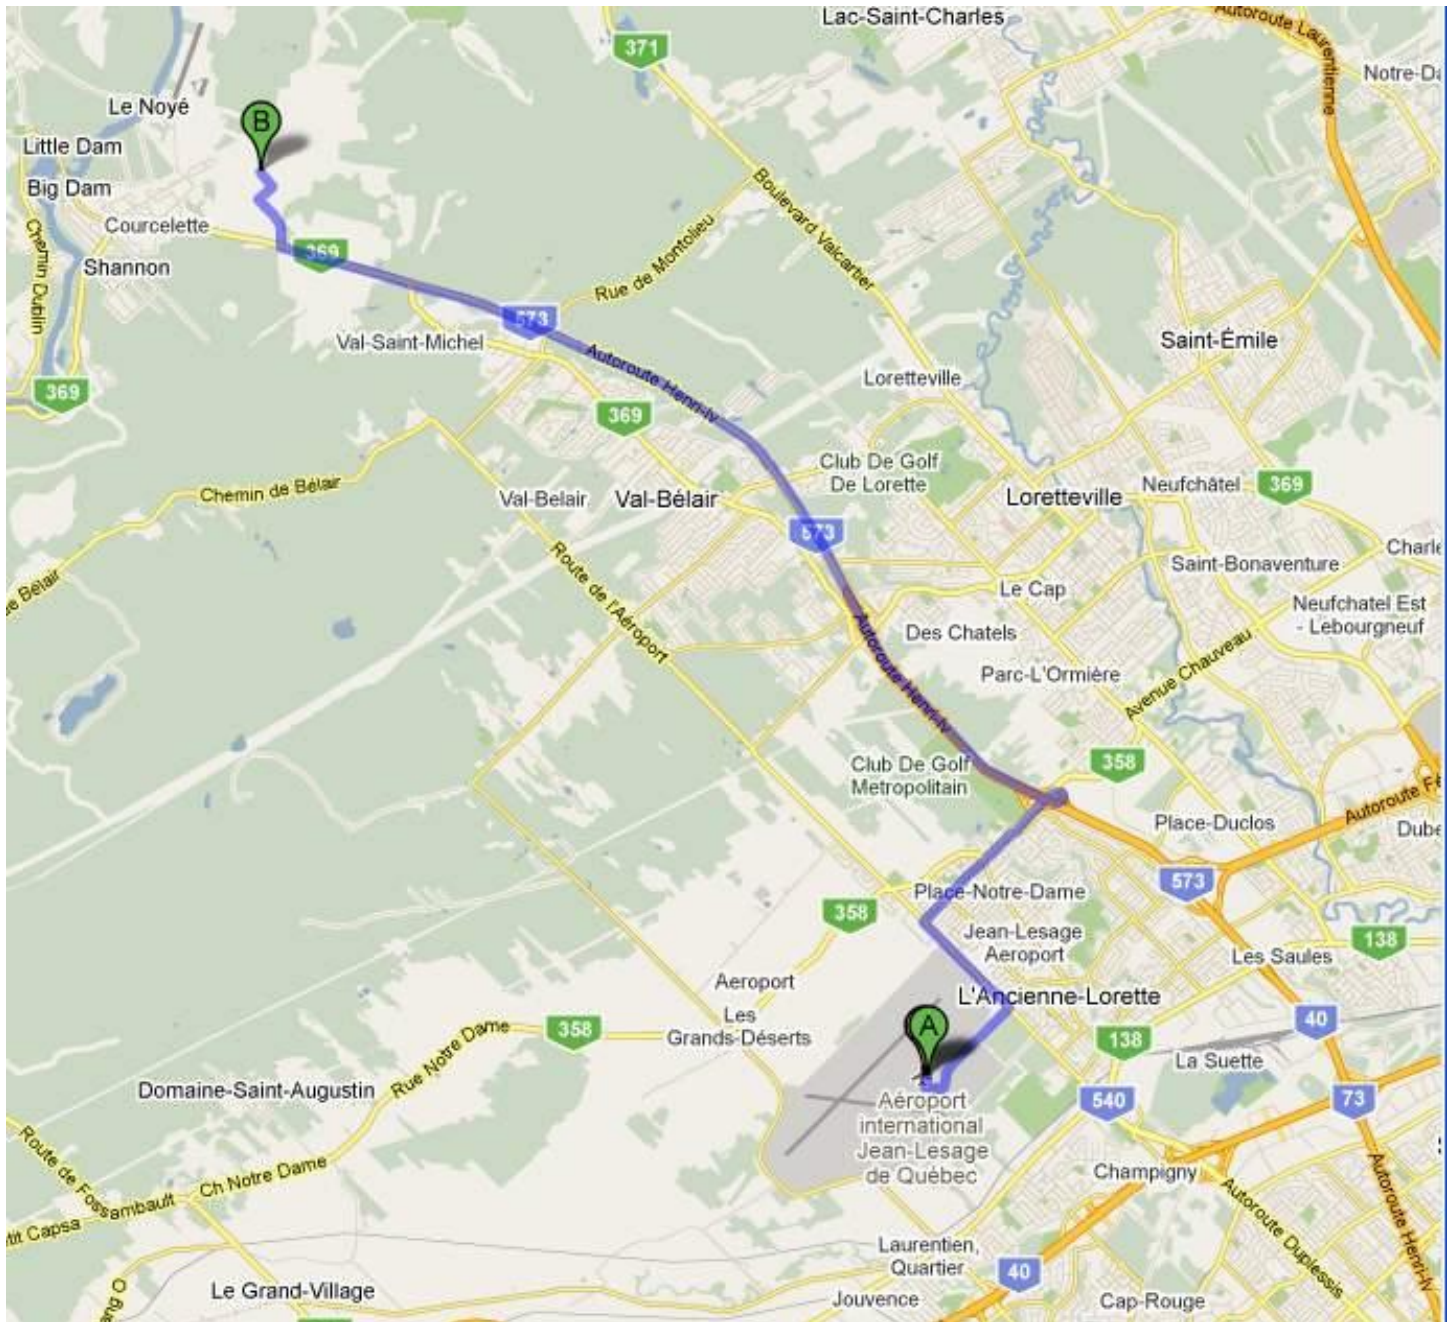 Lac-Saint-Charles
Autoroute Laurentienne
371
Notre-Da
Le Noyé
B
Little Dam
Big Dam
Courcelette
Boulevard Valcartier
Chemin Dublin
369
Rue de Montolieu
Shannon
573
Val-Saint-Michel
Saint-Émile
Autoroute Henri-Iv
Loretteville
369
369
Club De Golf
De Lorette
Chemin de Bélair
Val-Belair
Val-Bélair
Loretteville
Neufchâtel
369
573
Charle
Route de l'Aéroport
Saint-Bonaventure
e Bélair
Le Cap
Neufchatel Est
- Lebourgneuf
Des Chatels
Autoroute Henri-Iv
Parc-L'Ormière
Avenue Chauveau
Club De Golf
Metropolitain
358
Autoroute Fé
Place-Duclos
Dube
573
Place-Notre-Dame
358
Jean-Lesage
Aeroport
138
Les Saules
Aeroport
L'Ancienne-Lorette
Les
Grands-Déserts
A
40
358
138
Rue Notre Dame
La Suette
Domaine-Saint-Augustin
540
73
Aéroport
international
Jean-Lesage
de Québec
Route de Fossambault
Ch Notre Dame
Champigny
Autoroute Duplessis
Autoroute Henri-Iv
tit Capsa
Laurentien,
Quartier
40
Le Grand-Village
Jouvence
Cap-Rouge
ang O